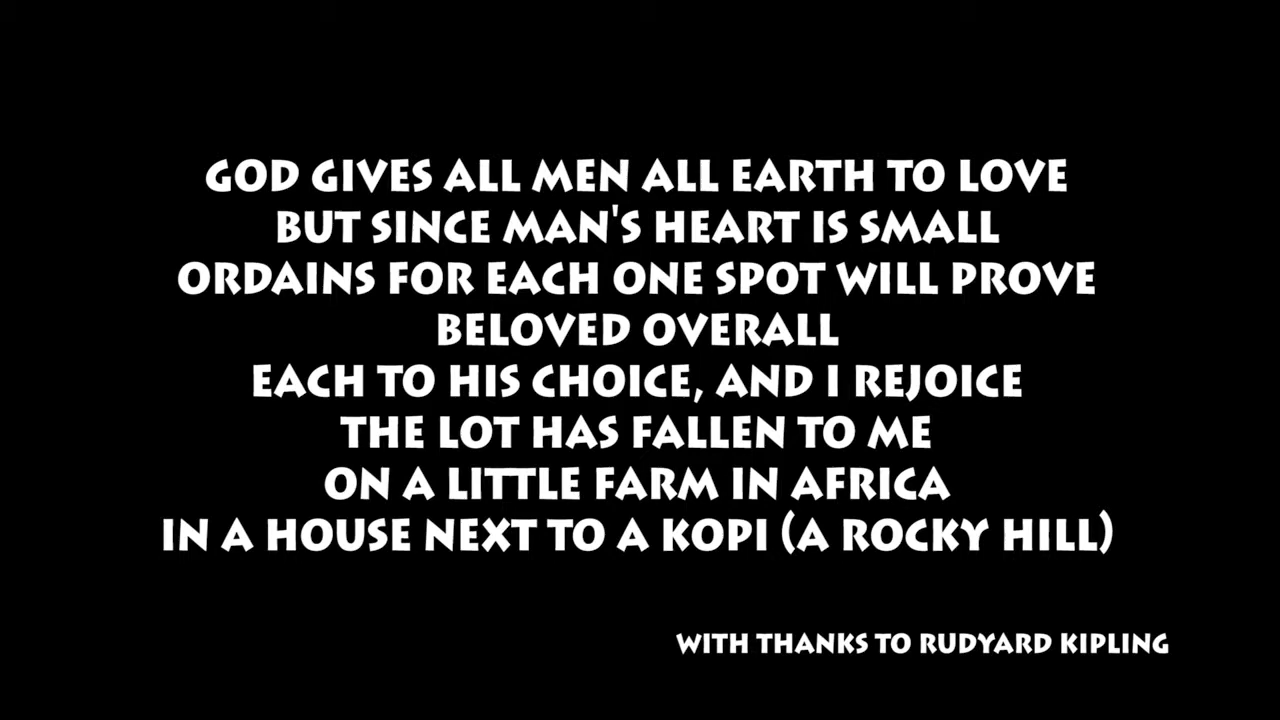 GOD GIVES ALL MEN ALL EARTH TO LOVE
BUT SINCE MAN'S HEART IS SMALL
ORDAINS FOR EACH ONE SPOT WILL PROVE
BELOVED OVERALL
EACH TO HIS CHOICE, AND I REJOICE
THE LOT HAS FALLEN TO ME
ON A LITTLE FARM IN AFRICA
IN A HOUSE NEXT TO A KOPI (A ROCKY HILL)
WITH THANKS TO RUDYARD KIPLING